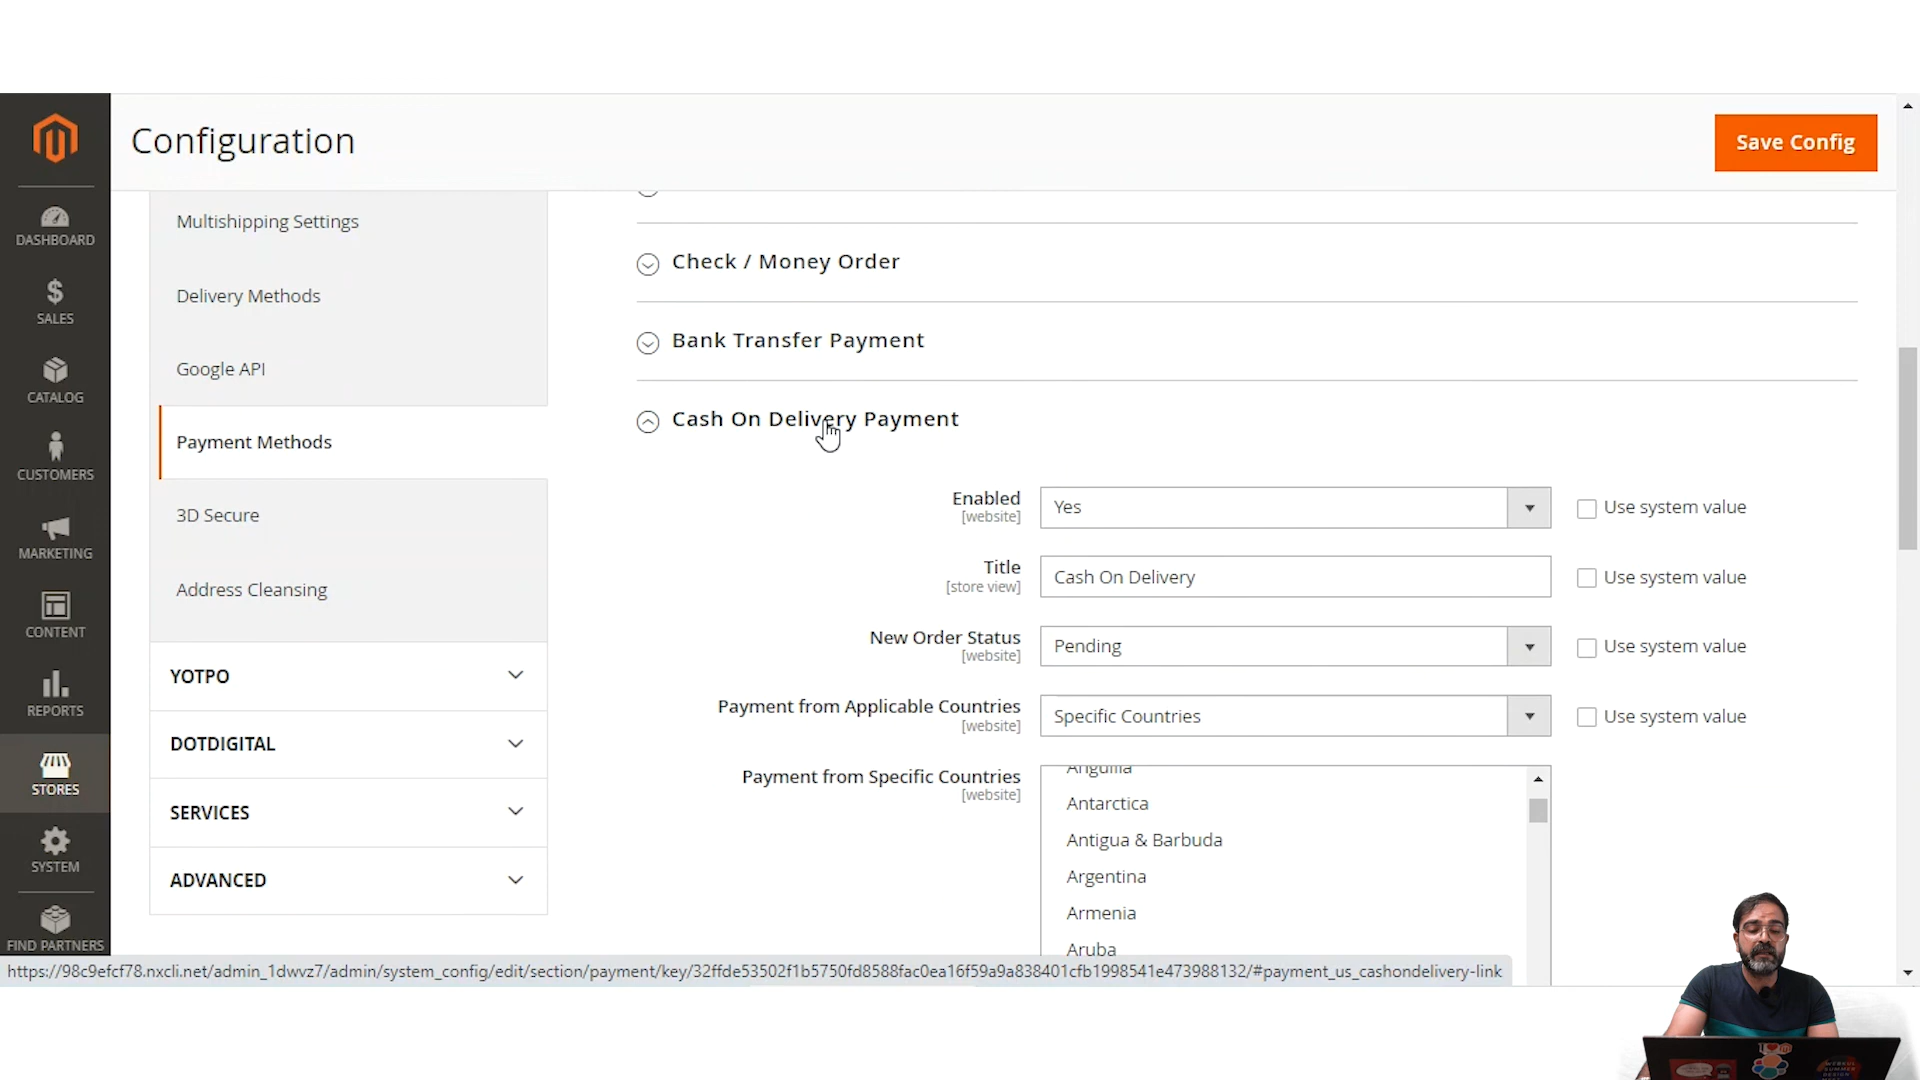 Configuration
Save Config
DASHBOARD
SALES
CATALOG
CUSTOMERS
MARKETING
CONTENT
REPORTS
STORES
SYSTEM
FIND PARTNERS
Multishipping Settings
Delivery Methods
Google API
Payment Methods
3D Secure
Address Cleansing
YOTPO
DOTDIGITAL
SERVICES
ADVANCED
Check / Money Order
Bank Transfer Payment
Cash On Delivery Payment
Enabled Yes Use system value
[website]
Title Cash On Delivery Use system value
[store view]
New Order Status Pending Use system value
[website]
Payment from Applicable Countries Specific Countries Use system value
[website]
Payment from Specific Countries
[website]
Anguilla
Antarctica
Antigua & Barbuda
Argentina
Armenia
Aruba
https://98c9efcf78.nxcli.net/admin_1dwvz7/admin/system_config/edit/section/payment/key/32ffde53502f1b5750fd8588fac0ea16f59a9a838401cfb1998541e473988132/#payment_us_cashondelivery-link